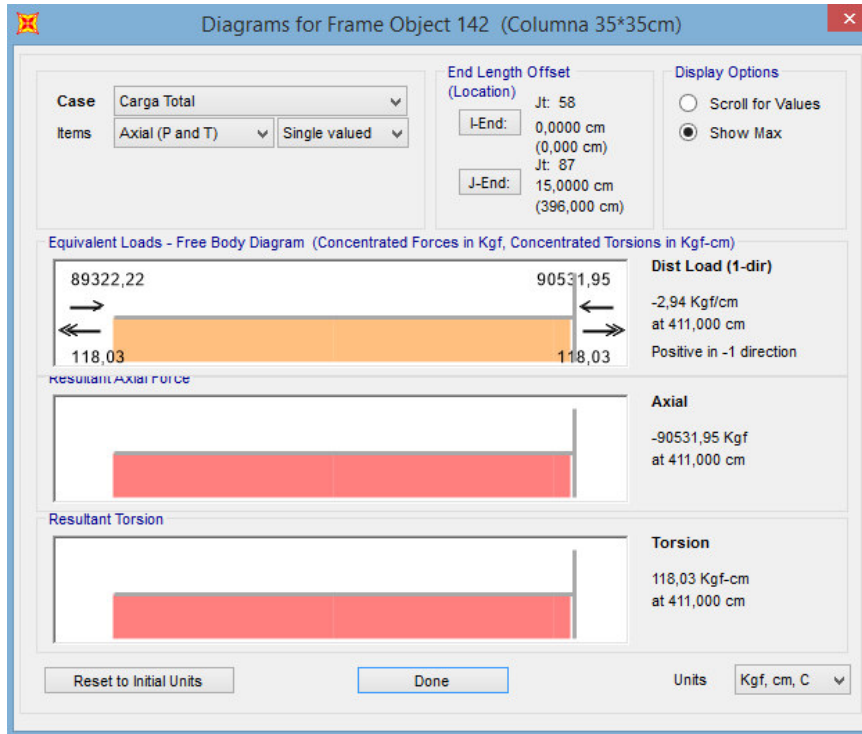 Diagrams for Frame Object 142 (Columna 35*35cm)
Case Carga Total
Items Axial (P and T) Single valued
End Length Offset
(Location)
I-End:
Jt: 58
0,0000 cm
(0,000 cm)
J-End:
Jt: 87
15,0000 cm
(396,000 cm)
Display Options
Scroll for Values
Show Max
Equivalent Loads - Free Body Diagram (Concentrated Forces in Kgf, Concentrated Torsions in Kgf-cm)
89322,22 90531,95
118,03 118,03
Dist Load (1-dir)
-2,94 Kgf/cm
at 411,000 cm
Positive in -1 direction
Resultant Axial Force
Axial
-90531,95 Kgf
at 411,000 cm
Resultant Torsion
Torsion
118,03 Kgf-cm
at 411,000 cm
Reset to Initial Units Done Units Kgf, cm, C